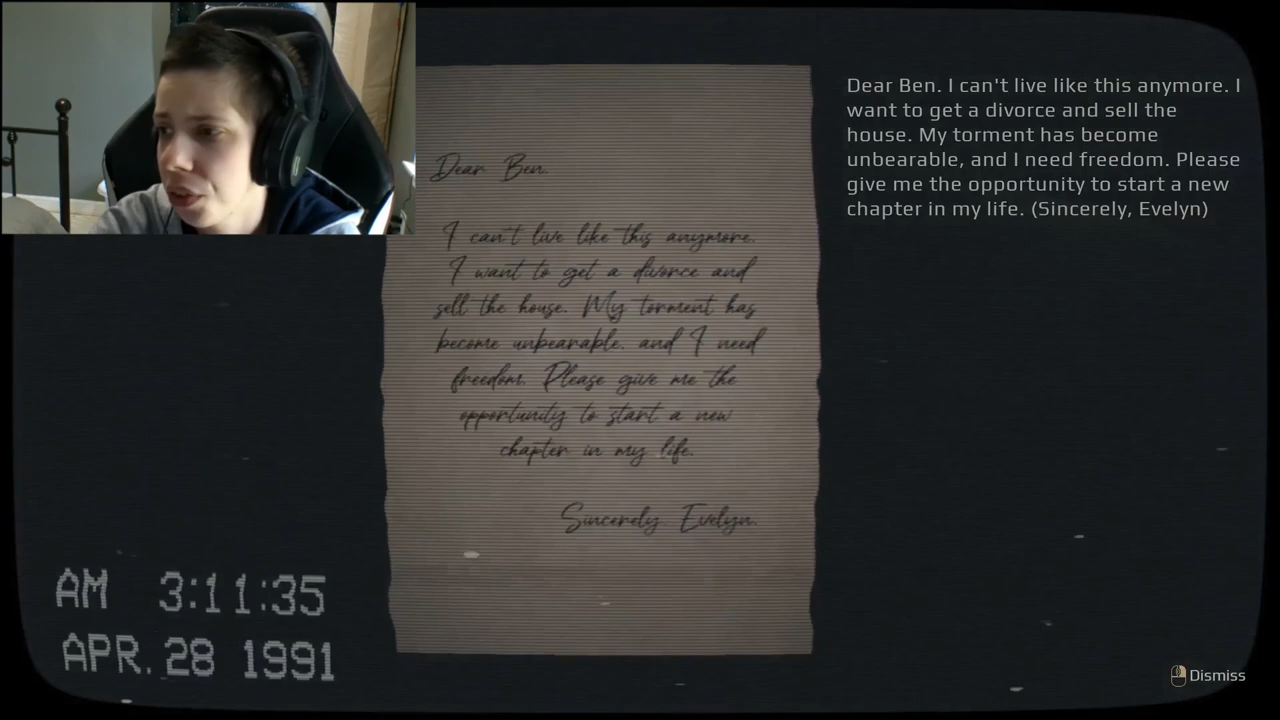 Dear Ben.
I can't live like this anymore.
I want to get a divorce and
sell the house. My torment has
become unbearable. and I need
freedom. Please give me the
opportunity to start a new
chapter in my life.
Sincerely Evelyn.
Dear Ben. I can't live like this anymore. I
want to get a divorce and sell the
house. My torment has become
unbearable, and I need freedom. Please
give me the opportunity to start a new
chapter in my life. (Sincerely, Evelyn)
AM 3:11:35
APR. 28 1991
Dismiss